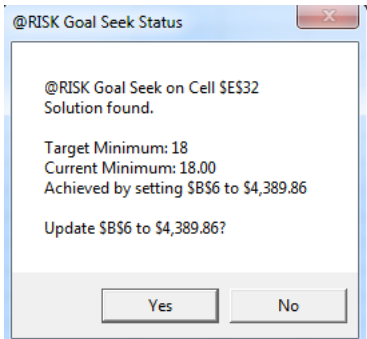 @RISK Goal Seek Status
@RISK Goal Seek on Cell $E$32
Solution found.
Target Minimum: 18
Current Minimum: 18.00
Achieved by setting $B$6 to $4,389.86
Update $B$6 to $4,389.86?
Yes
No